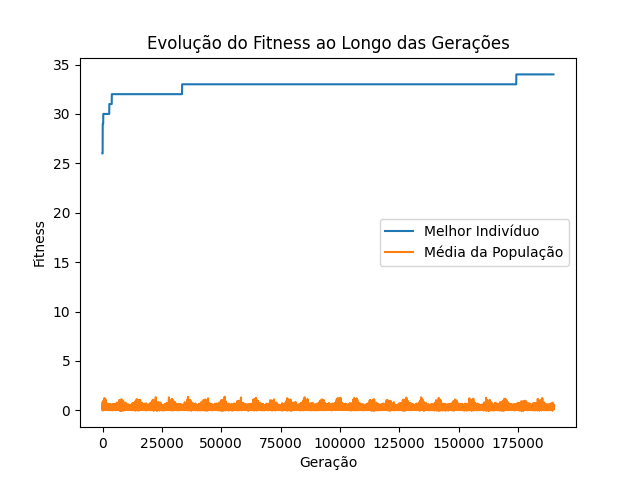 Evolução do Fitness ao Longo das Gerações
35
30
25
20
15
10
5
0
Fitness
Melhor Indivíduo
Média da População
0 25000 50000 75000 100000 125000 150000 175000
Geração